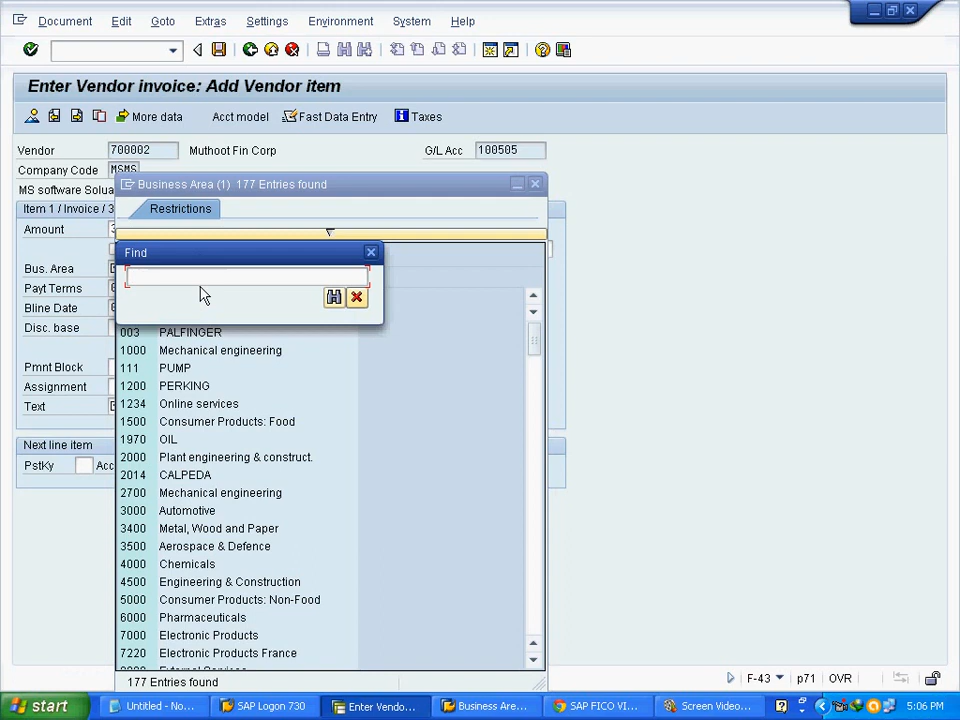 Document Edit Goto Extras Settings Environment System Help
Enter Vendor invoice: Add Vendor item
More data Acct model Fast Data Entry Taxes
Vendor 700002 Muthoot Fin Corp G/L Acc 100505
Company Code MSMS
MS software Solua
Business Area (1) 177 Entries found
Item 1 / Invoice / 3
Restrictions
Amount
Find
Bus. Area
Payt Terms
Bline Date
Disc. base
003 PALFINGER
1000 Mechanical engineering
Pmnt Block
111 PUMP
Assignment
1200 PERKING
Text
1234 Online services
1500 Consumer Products: Food
1970 OIL
Next line item
2000 Plant engineering & construct.
PstKy Acc
2014 CALPEDA
2700 Mechanical engineering
3000 Automotive
3400 Metal, Wood and Paper
3500 Aerospace & Defence
4000 Chemicals
4500 Engineering & Construction
5000 Consumer Products: Non-Food
6000 Pharmaceuticals
7000 Electronic Products
7220 Electronic Products France
177 Entries found
F-43 p71 OVR
start Untitled - No... SAP Logon 730 Enter Vendo... Business Area... SAP FICO VI... Screen Video... 5:06 PM